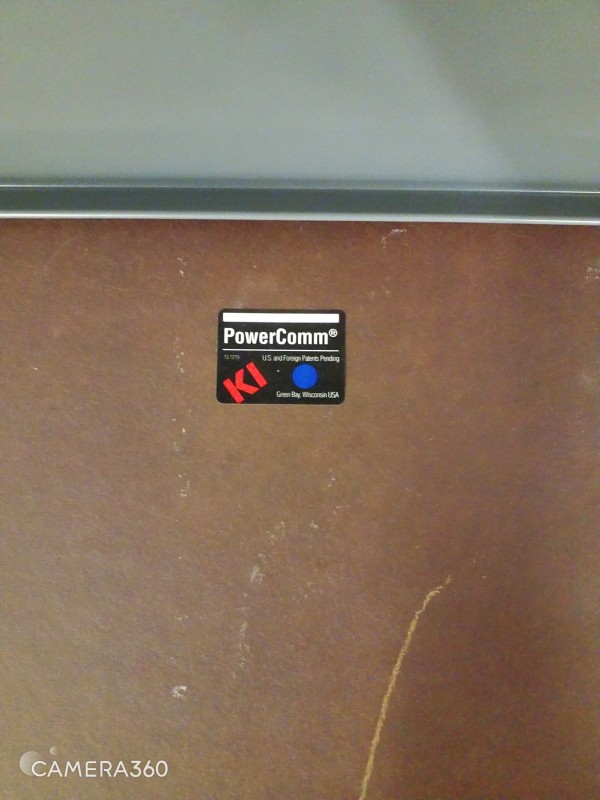 PowerComm®
U.S. and Foreign Patents Pending
KI
Green Bay, Wisconsin USA
CAMERA360